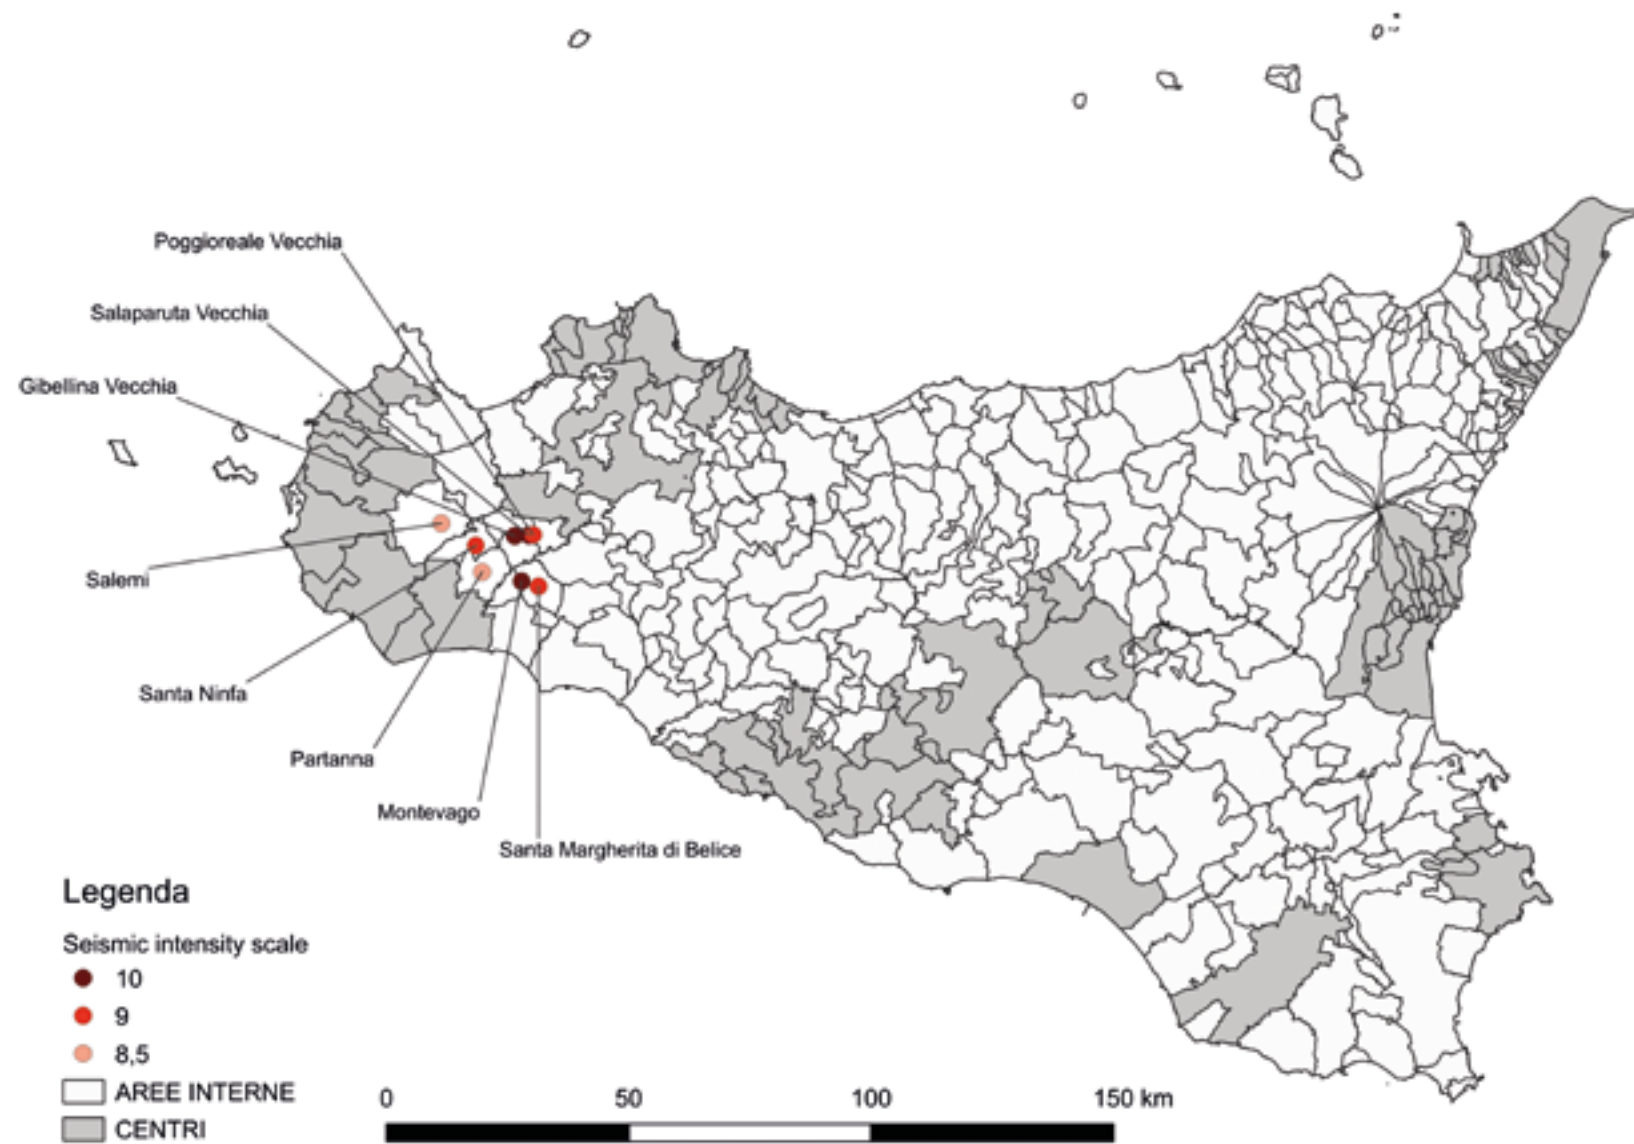 Poggioreale Vecchia
Salaparuta Vecchia
Gibellina Vecchia
Salemi
Santa Ninfa
Partanna
Montevago
Santa Margherita di Belice
Legenda
Seismic intensity scale
10
9
8,5
AREE INTERNE
CENTRI
0 50 100 150 km